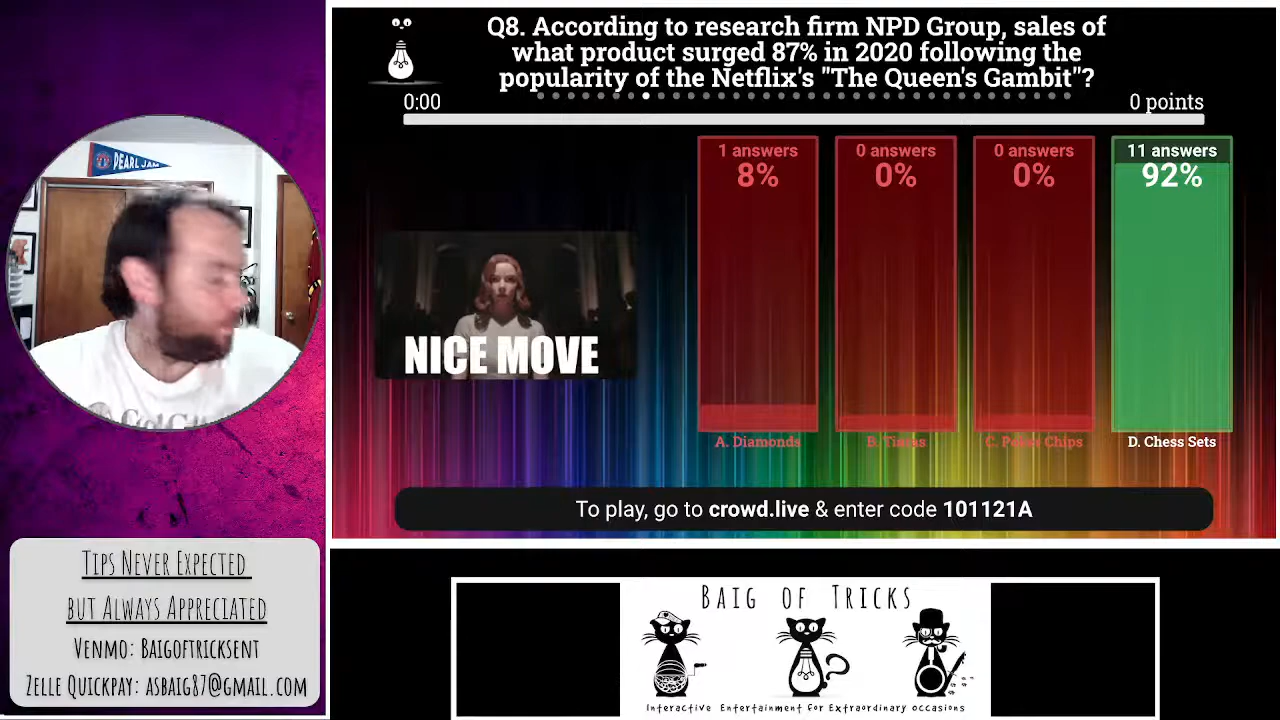 Q8. According to research firm NPD Group, sales of
what product surged 87% in 2020 following the
popularity of the Netflix's "The Queen's Gambit"?
0:00
0 points
1 answers
8%
0 answers
0%
0 answers
0%
11 answers
92%
NICE MOVE
A. Diamonds
B. Tiaras
C. Poker Chips
D. Chess Sets
To play, go to crowd.live & enter code 101121A
PEARL JAM
TIPS NEVER EXPECTED
BUT ALWAYS APPRECIATED
VENMO: BAIGOFTRICKSENT
ZELLE QUICKPAY: ASBAIG87@GMAIL.COM
BAIG OF TRICKS
Interactive Entertainment for Extraordinary Occasions